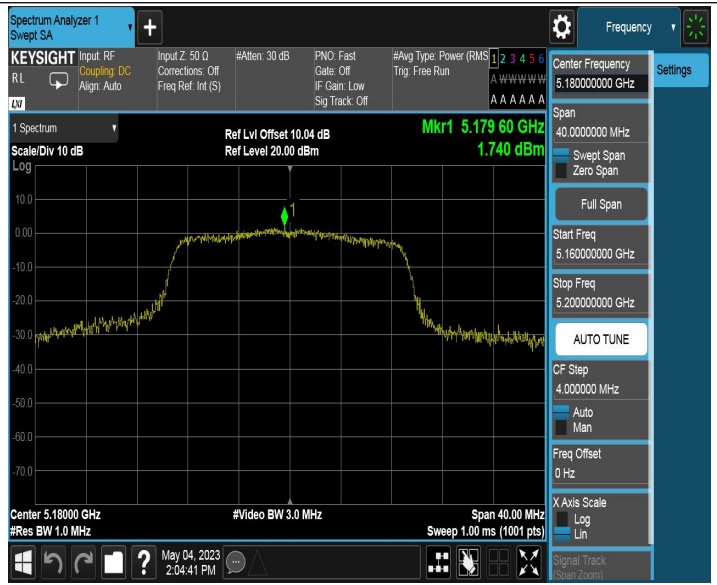 Spectrum Analyzer 1
Swept SA
Frequency
KEYSIGHT
RL
LXI
Input: RF
Coupling: DC
Align: Auto
Input Z: 50 Ω
Corrections: Off
Freq Ref: Int (S)
#Atten: 30 dB
PNO: Fast
Gate: Off
IF Gain: Low
Sig Track: Off
#Avg Type: Power (RMS
Trig: Free Run
1 2 3 4 5 6
A W W W W W
A A A A A A
1 Spectrum
Scale/Div 10 dB
Log
Ref Lvl Offset 10.04 dB
Ref Level 20.00 dBm
Mkr1 5.179 60 GHz
1.740 dBm
1
10.0
0.00
-10.0
-20.0
-30.0
-40.0
-50.0
-60.0
-70.0
Center 5.18000 GHz
#Res BW 1.0 MHz
#Video BW 3.0 MHz
Span 40.00 MHz
Sweep 1.00 ms (1001 pts)
Center Frequency
5.180000000 GHz
Settings
Span
40.0000000 MHz
Swept Span
Zero Span
Full Span
Start Freq
5.160000000 GHz
Stop Freq
5.200000000 GHz
AUTO TUNE
CF Step
4.000000 MHz
Auto
Man
Freq Offset
0 Hz
X Axis Scale
Log
Lin
Signal Track
(Span Zoom)
?
May 04, 2023
2:04:41 PM